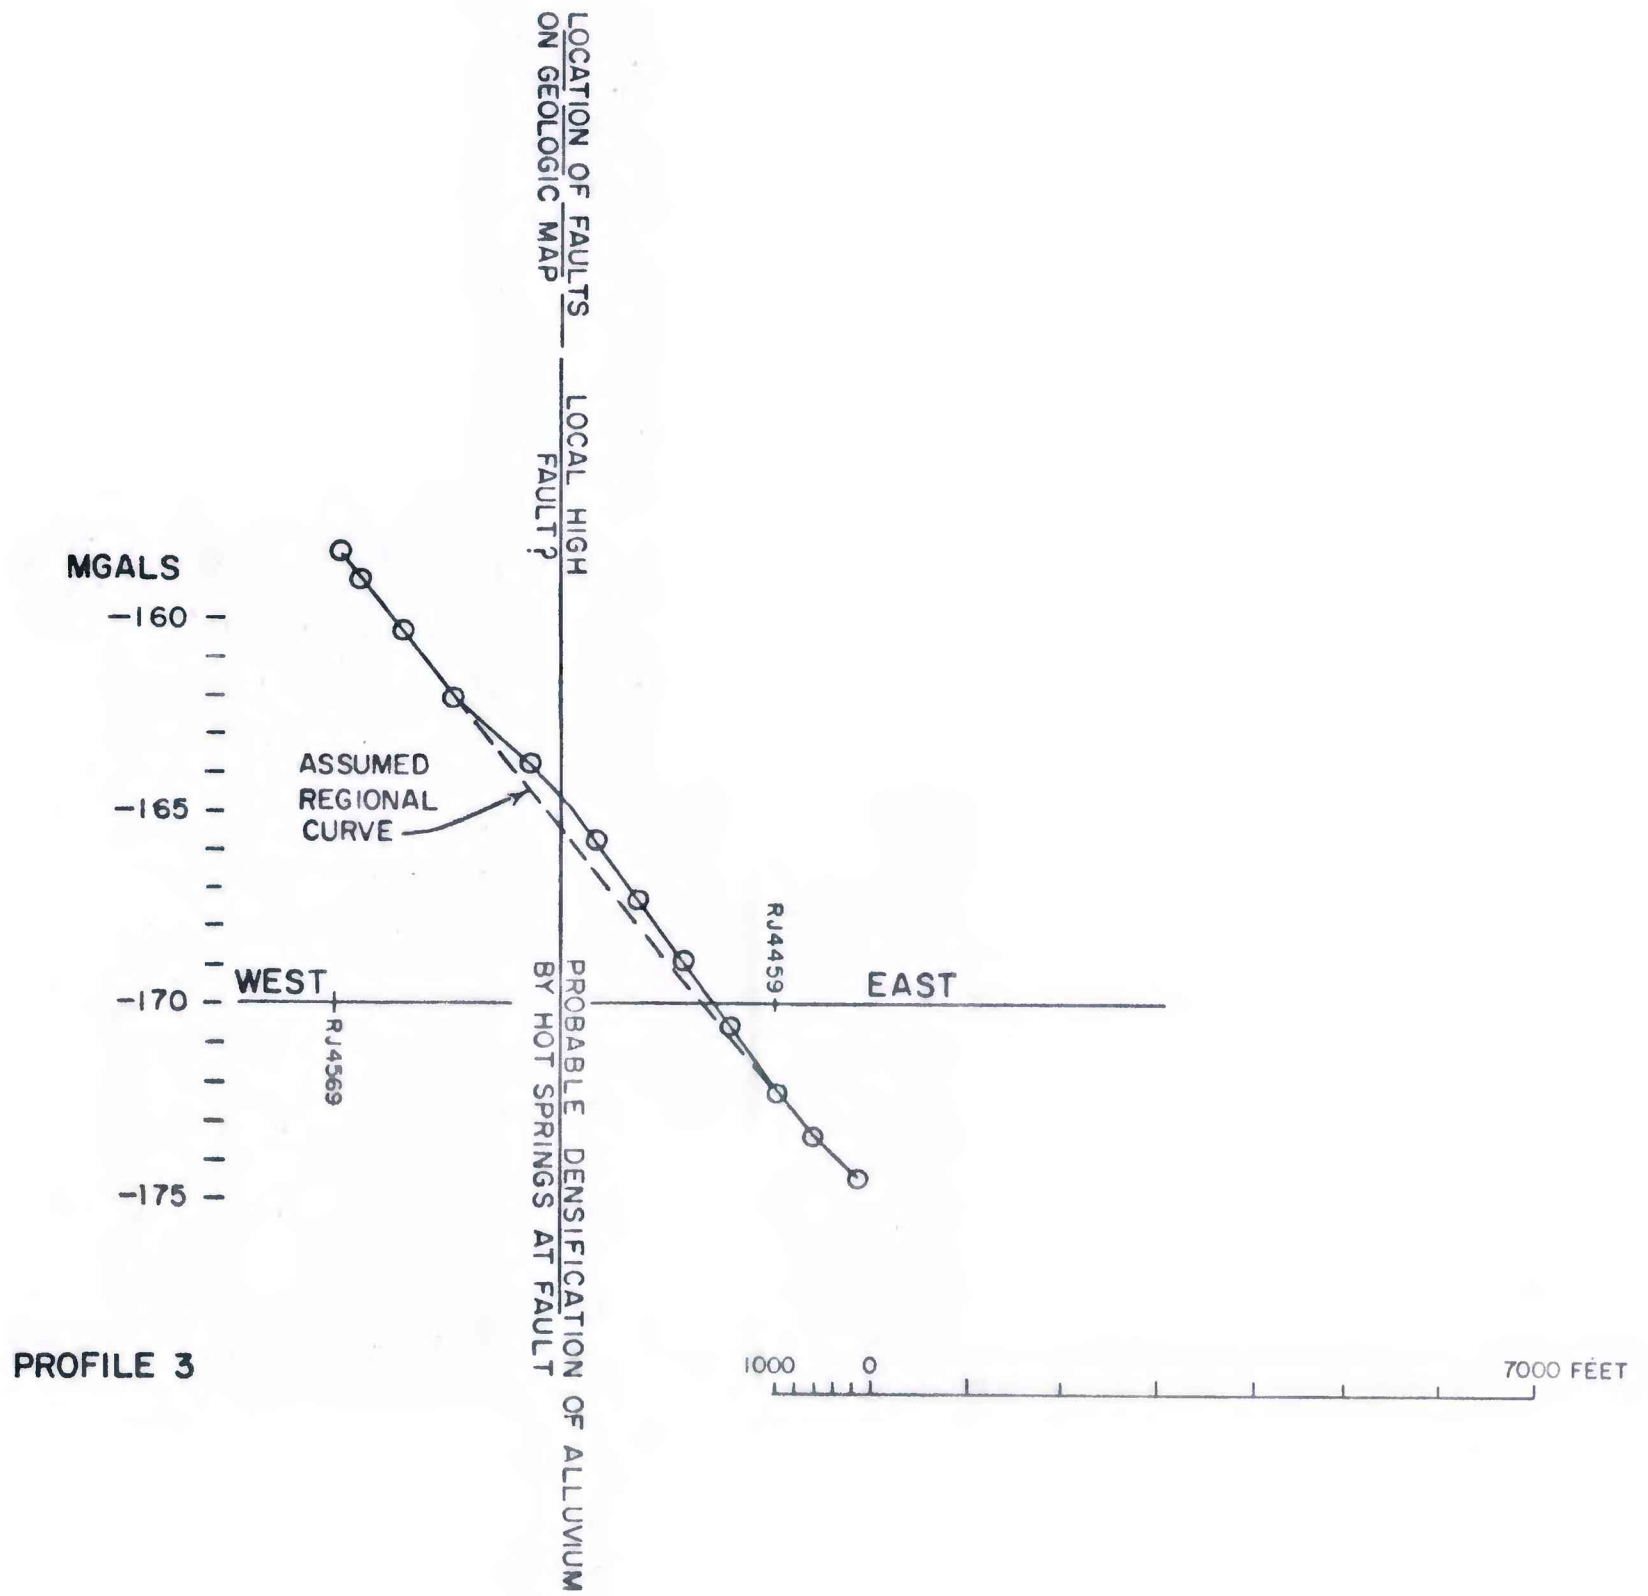 LOCATION OF FAULTS
ON GEOLOGIC MAP
LOCAL HIGH
FAULT?
MGALS
-160
ASSUMED
REGIONAL
CURVE
-165
RJ4459
WEST
EAST
-170
RJ4569
PROBABLE DENSIFICATION OF ALLUVIUM
BY HOT SPRINGS AT FAULT
-175
PROFILE 3
1000 0 7000 FEET